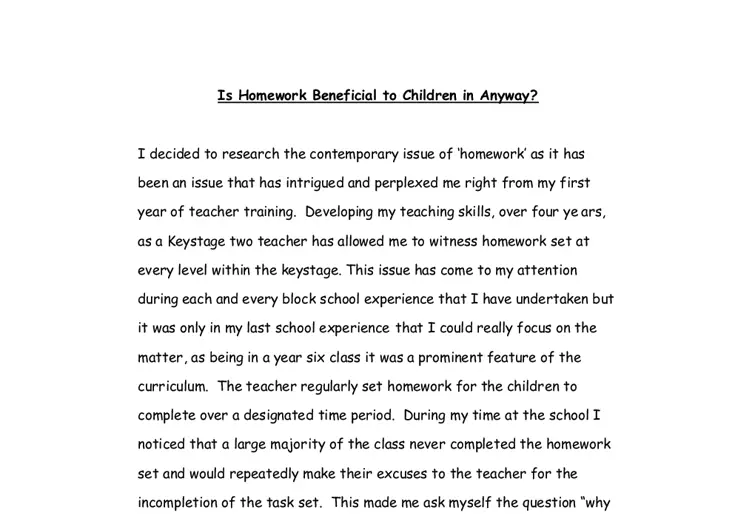 Is Homework Beneficial to Children in Anyway?
I decided to research the contemporary issue of ‘homework’ as it has
been an issue that has intrigued and perplexed me right from my first
year of teacher training.  Developing my teaching skills, over four years,
as a Keystage two teacher has allowed me to witness homework set at
every level within the keystage. This issue has come to my attention
during each and every block school experience that I have undertaken but
it was only in my last school experience that I could really focus on the
matter, as being in a year six class it was a prominent feature of the
curriculum.  The teacher regularly set homework for the children to
complete over a designated time period.  During my time at the school I
noticed that a large majority of the class never completed the homework
set and would repeatedly make their excuses to the teacher for the
incompletion of the task set.  This made me ask myself the question “why